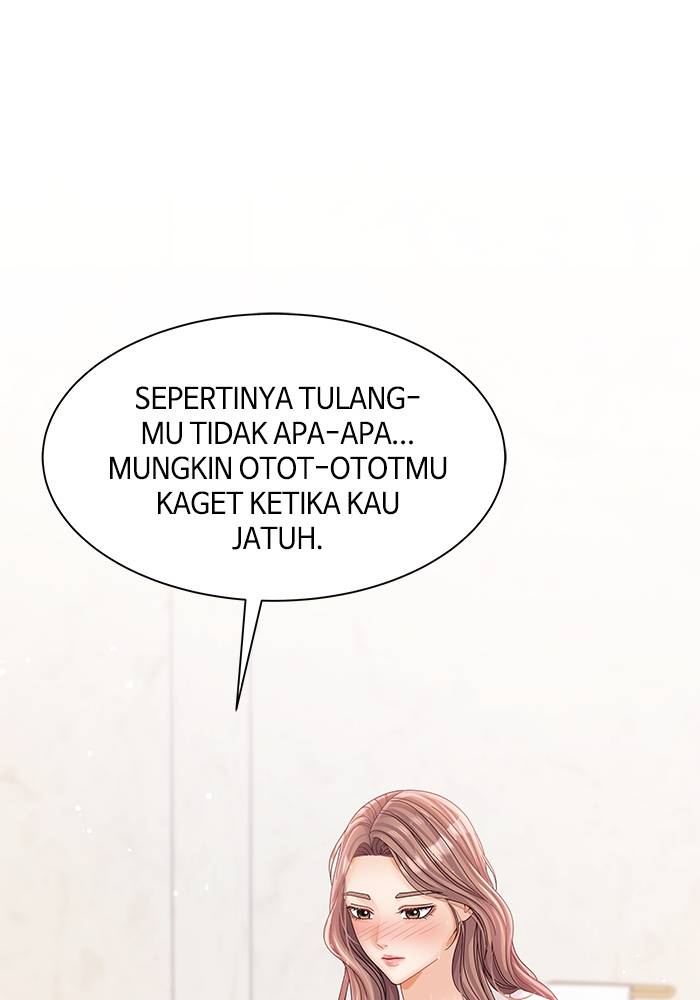 SEPERTINYA TULANG-
MU TIDAK APA-APA...
MUNGKIN OTOT-OTOTMU
KAGET KETIKA KAU
JATUH.